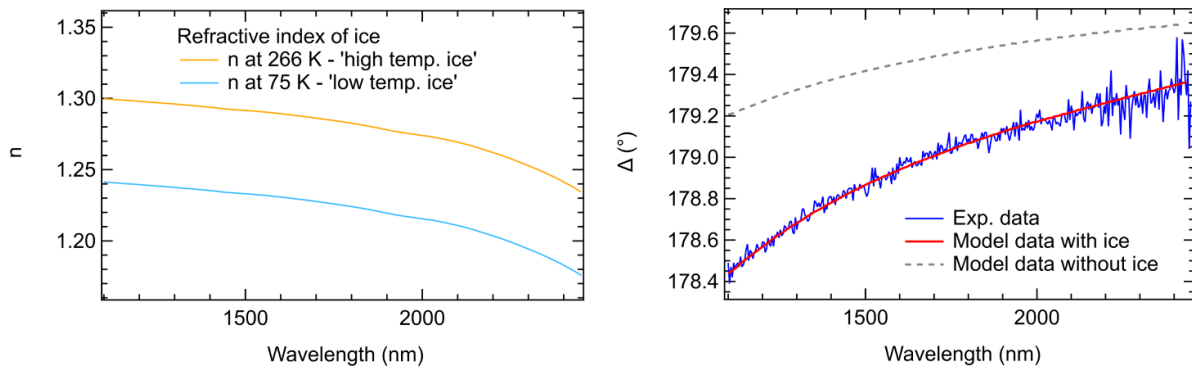 1.35
1.30
1.25
1.20
n
Refractive index of ice
n at 266 K - 'high temp. ice'
n at 75 K - 'low temp. ice'
1500
2000
Wavelength (nm)
179.6
179.4
179.2
179.0
178.8
178.6
178.4
Δ (°)
Exp. data
Model data with ice
Model data without ice
1500
2000
Wavelength (nm)